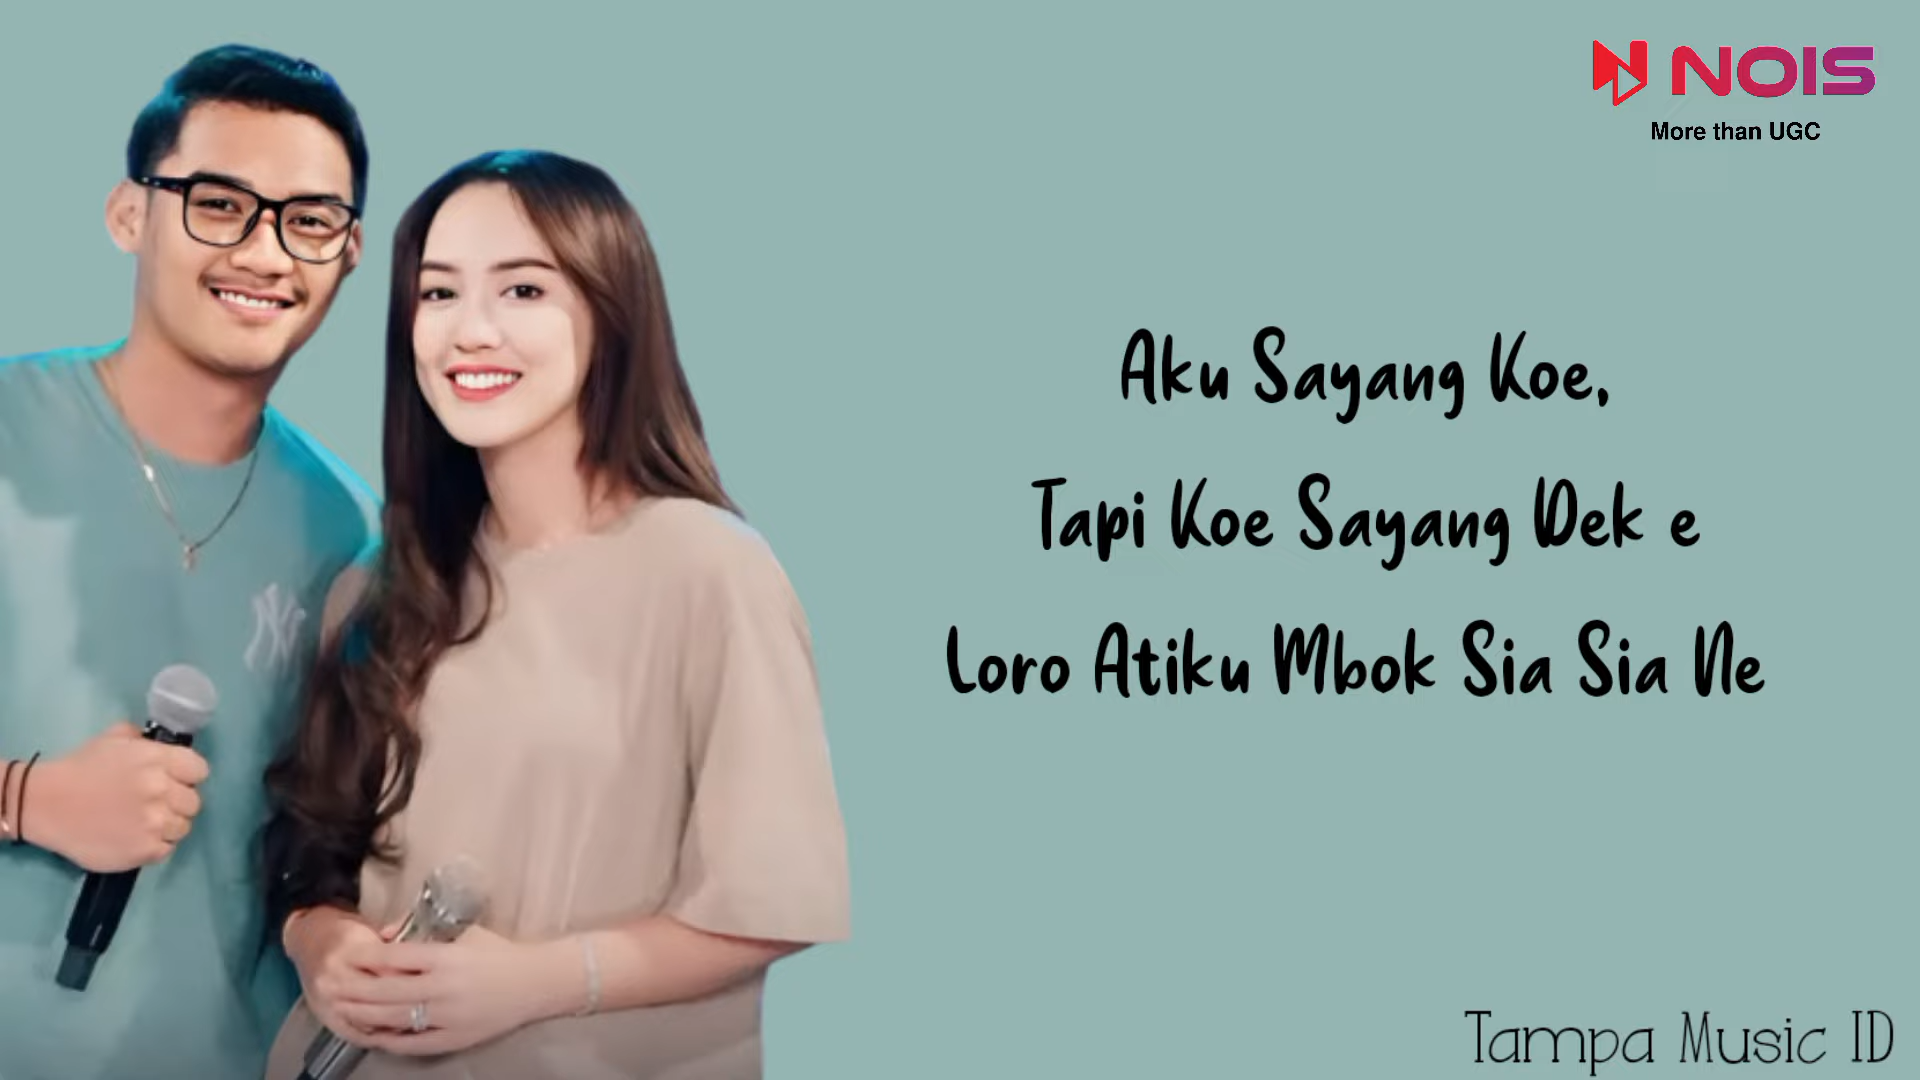 NOIS
More than UGC
Aku Sayang Koe,
Tapi Koe Sayang Dek e
Loro Atiku Mbok Sia Sia Ne
NY
Tampa Music ID